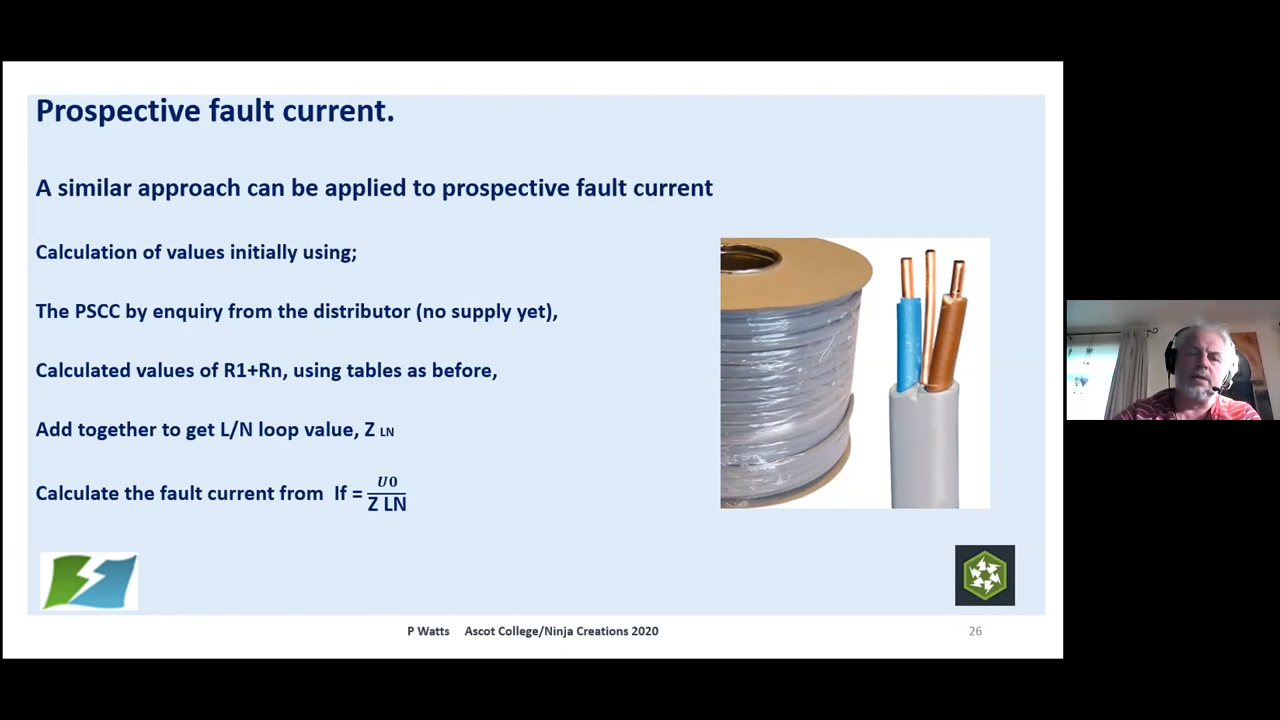 Prospective fault current.
A similar approach can be applied to prospective fault current
Calculation of values initially using;
The PSCC by enquiry from the distributor (no supply yet),
Calculated values of R1+Rn, using tables as before,
Add together to get L/N loop value, Z LN
Calculate the fault current from If = U0
Z LN
P Watts Ascot College/Ninja Creations 2020
26